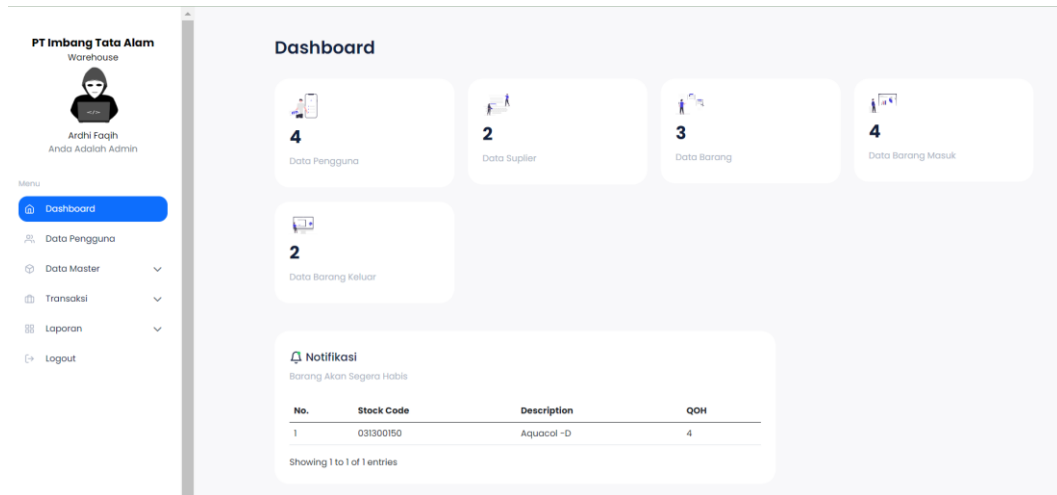 PT Imbang Tata Alam
Warehouse
</>
Ardhi Faqih
Anda Adalah Admin
Menu
Dashboard
Data Pengguna
Data Master
Transaksi
Laporan
Logout
Dashboard
4
Data Pengguna
2
Data Suplier
3
Data Barang
4
Data Barang Masuk
2
Data Barang Keluar
Notifikasi
Barang Akan Segera Habis
No. Stock Code Description QOH
1 031300150 Aquacol -D 4
Showing 1 to 1 of 1 entries